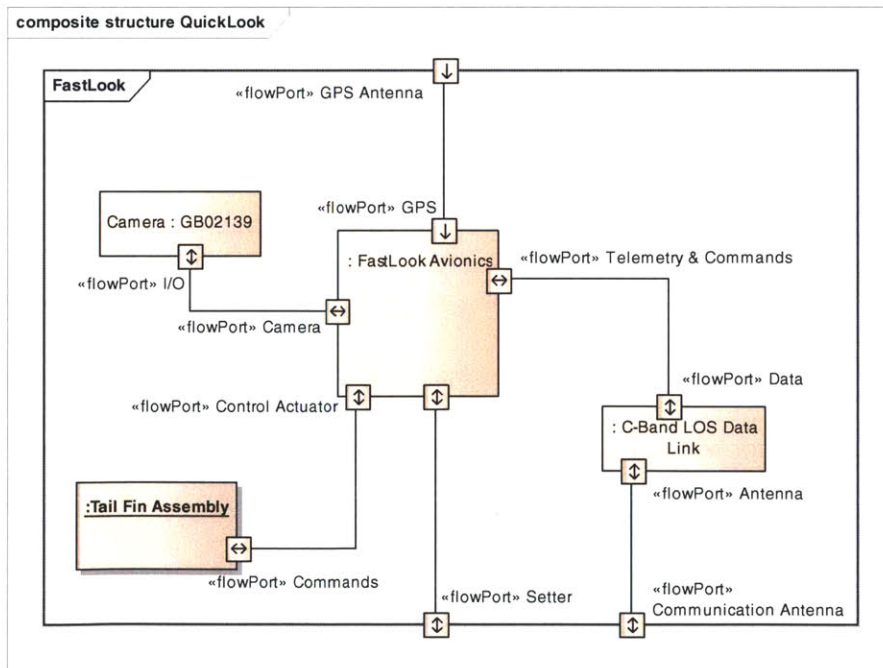 composite structure QuickLook
FastLook
«flowPort» GPS Antenna
Camera : GB02139
«flowPort» GPS
: FastLook Avionics
«flowPort» Telemetry & Commands
«flowPort» I/O
«flowPort» Camera
«flowPort» Data
«flowPort» Control Actuator
: C-Band LOS Data
Link
«flowPort» Antenna
:Tail Fin Assembly
«flowPort» Commands
«flowPort» Setter
«flowPort»
Communication Antenna